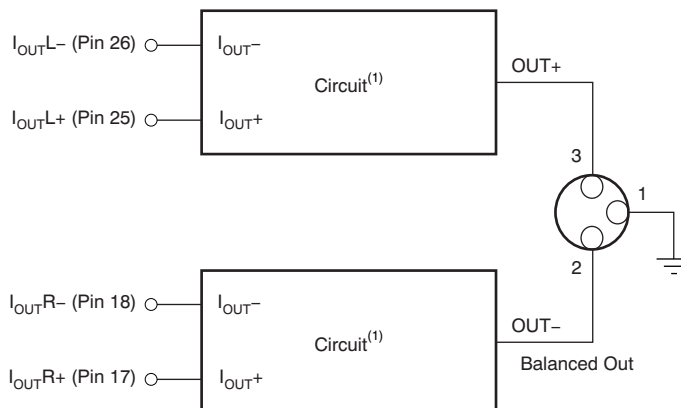 I_OUT L− (Pin 26)
I_OUT−
OUT+
Circuit(1)
I_OUT L+ (Pin 25)
I_OUT+
3
1
2
I_OUT R− (Pin 18)
I_OUT−
OUT−
Circuit(1)
Balanced Out
I_OUT R+ (Pin 17)
I_OUT+